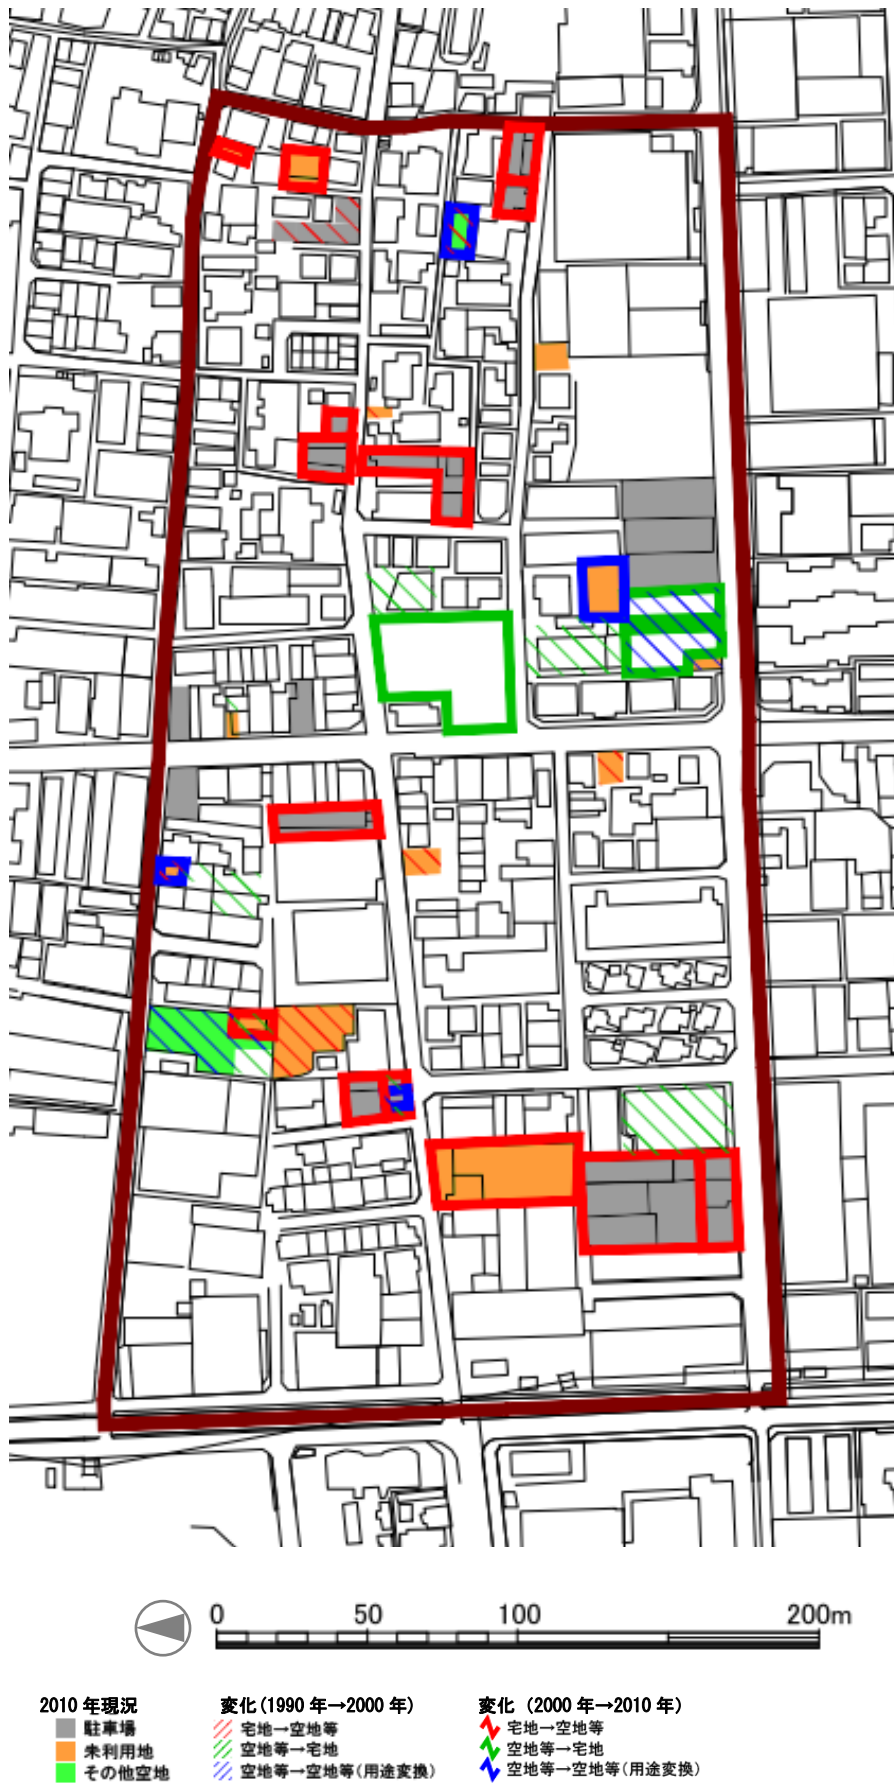 0 50 100 200m
2010 年現況
駐車場
未利用地
その他空地
変化(1990 年→2000 年)
宅地→空地等
空地等→宅地
空地等→空地等(用途変換)
変化 (2000 年→2010 年)
宅地→空地等
空地等→宅地
空地等→空地等(用途変換)